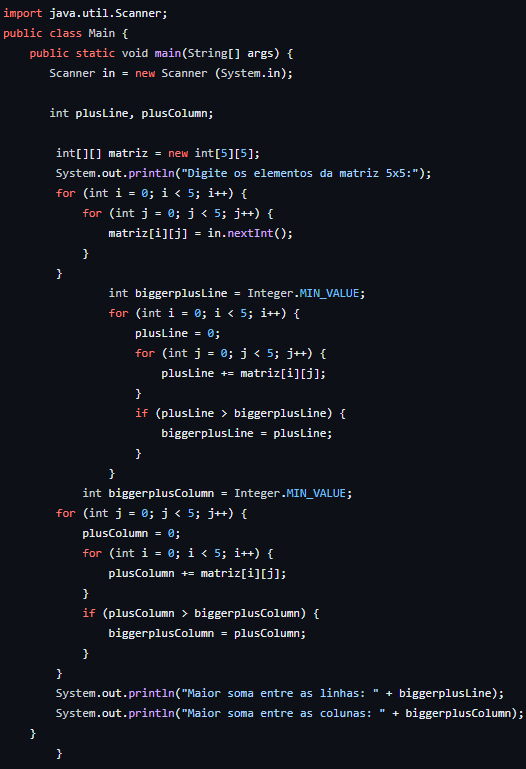 import java.util.Scanner;
public class Main {
    public static void main(String[] args) {
       Scanner in = new Scanner (System.in);

       int plusLine, plusColumn;

        int[][] matriz = new int[5][5];
        System.out.println("Digite os elementos da matriz 5x5:");
        for (int i = 0; i < 5; i++) {
            for (int j = 0; j < 5; j++) {
                matriz[i][j] = in.nextInt();
            }
        }
                int biggerplusLine = Integer.MIN_VALUE;
                for (int i = 0; i < 5; i++) {
                    plusLine = 0;
                    for (int j = 0; j < 5; j++) {
                        plusLine += matriz[i][j];
                    }
                    if (plusLine > biggerplusLine) {
                        biggerplusLine = plusLine;
                    }
                }
            int biggerplusColumn = Integer.MIN_VALUE;
        for (int j = 0; j < 5; j++) {
            plusColumn = 0;
            for (int i = 0; i < 5; i++) {
                plusColumn += matriz[i][j];
            }
            if (plusColumn > biggerplusColumn) {
                biggerplusColumn = plusColumn;
            }
        }
        System.out.println("Maior soma entre as linhas: " + biggerplusLine);
        System.out.println("Maior soma entre as colunas: " + biggerplusColumn);
    }
        }